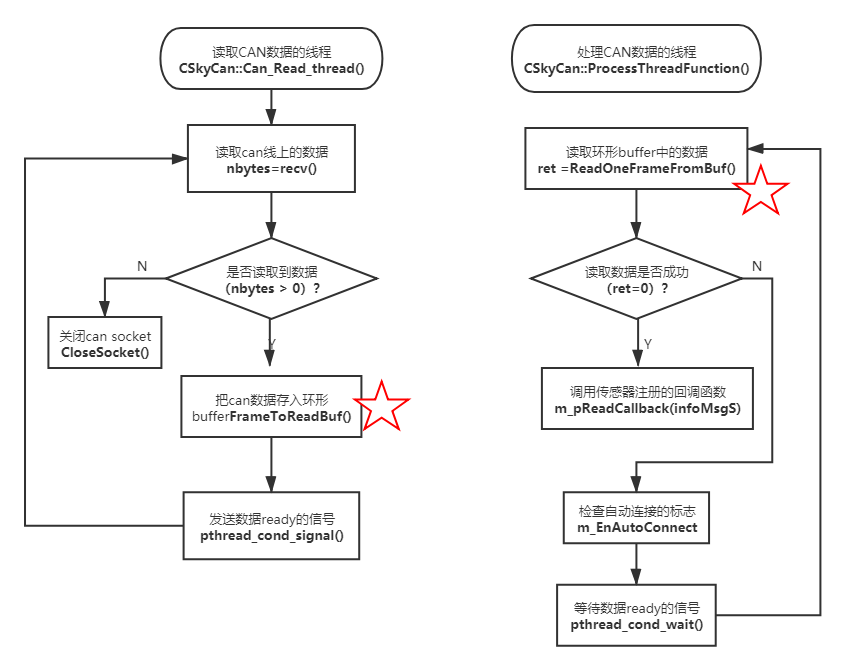 读取CAN数据的线程
CSkyCan::Can_Read_thread()
读取can线上的数据
nbytes=recv()
是否读取到数据
（nbytes > 0）?
N
关闭can socket
CloseSocket()
Y
把can数据存入环形
bufferFrameToReadBuf()
发送数据ready的信号
pthread_cond_signal()
处理CAN数据的线程
CSkyCan::ProcessThreadFunction()
读取环形buffer中的数据
ret =ReadOneFrameFromBuf()
读取数据是否成功
（ret=0）?
N
Y
调用传感器注册的回调函数
m_pReadCallback(infoMsgS)
检查自动连接的标志
m_EnAutoConnect
等待数据ready的信号
pthread_cond_wait()